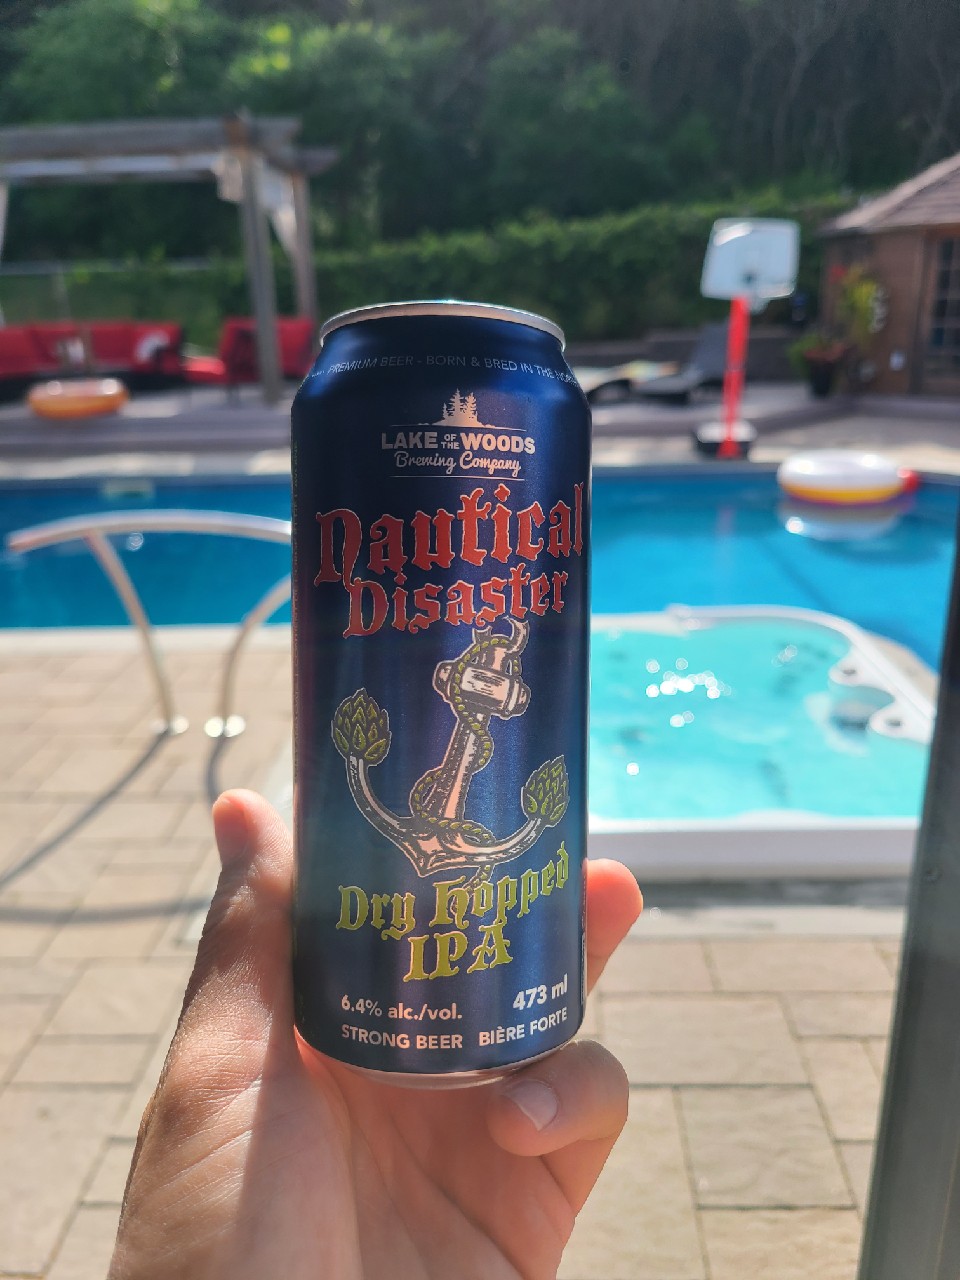 PREMIUM BEER - BORN & BRED IN THE
LAKE OF THE WOODS
Brewing Company
Nautical
Disaster
Dry Hopped
IPA
6.4% alc./vol. 473 ml
STRONG BEER BIÈRE FORTE